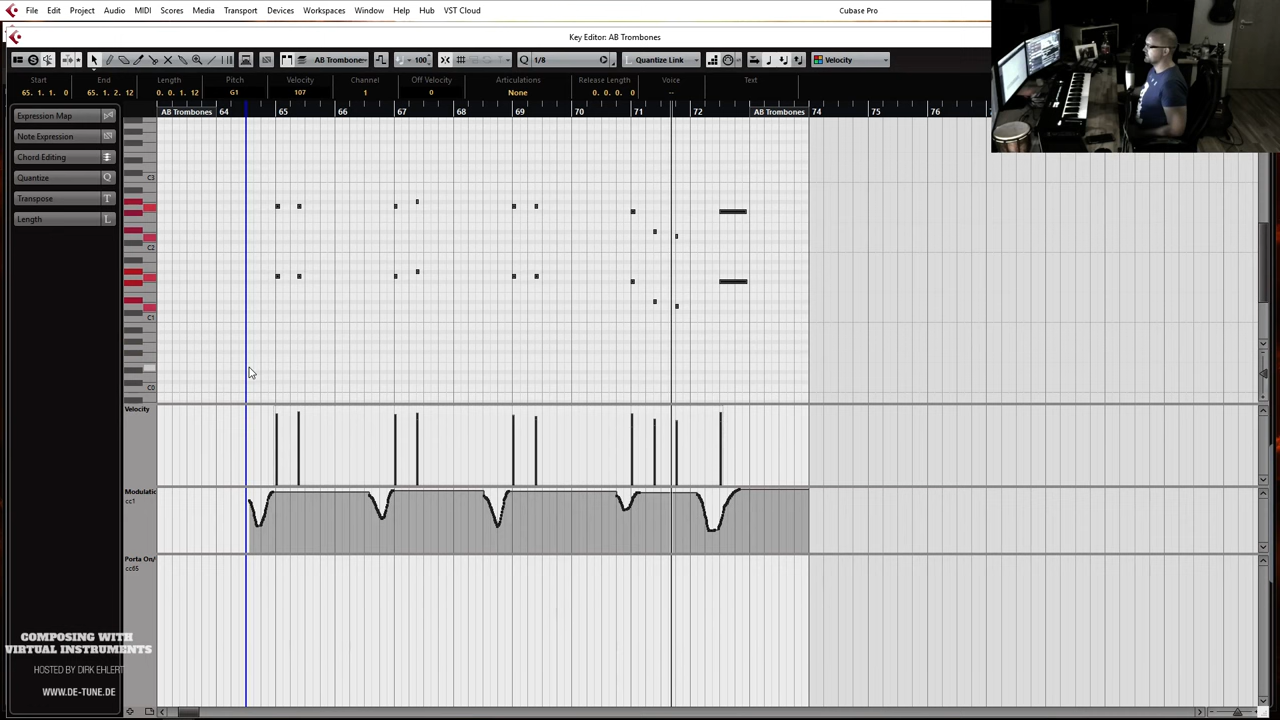 File Edit Project Audio MIDI Scores Media Transport Devices Workspaces Window Hub VST Cloud Cubase Pro
Key Editor: AB Trombones
AB Trombone 100 Q 1/8 Quantize Link Velocity
Start End Length Pitch Velocity Channel Off Velocity Articulations Release Length Voice Text
65. 1. 1. 0 65. 1. 2. 12 0. 0. 1. 12 G1 107 1 0 None 0. 0. 0. 0 --
AB Trombones 64 65 66 67 68 69 70 71 72 AB Trombones 74 75 76
Expression Map
Note Expression
Chord Editing
Quantize Q
Transpose T
Length L
C3
C2
C1
C0
Velocity
Modulatic
cc1
Porta On/
cc65
COMPOSING WITH
VIRTUAL INSTRUMENTS
HOSTED BY DIRK EHLERT
WWW.DE-TUNE.DE